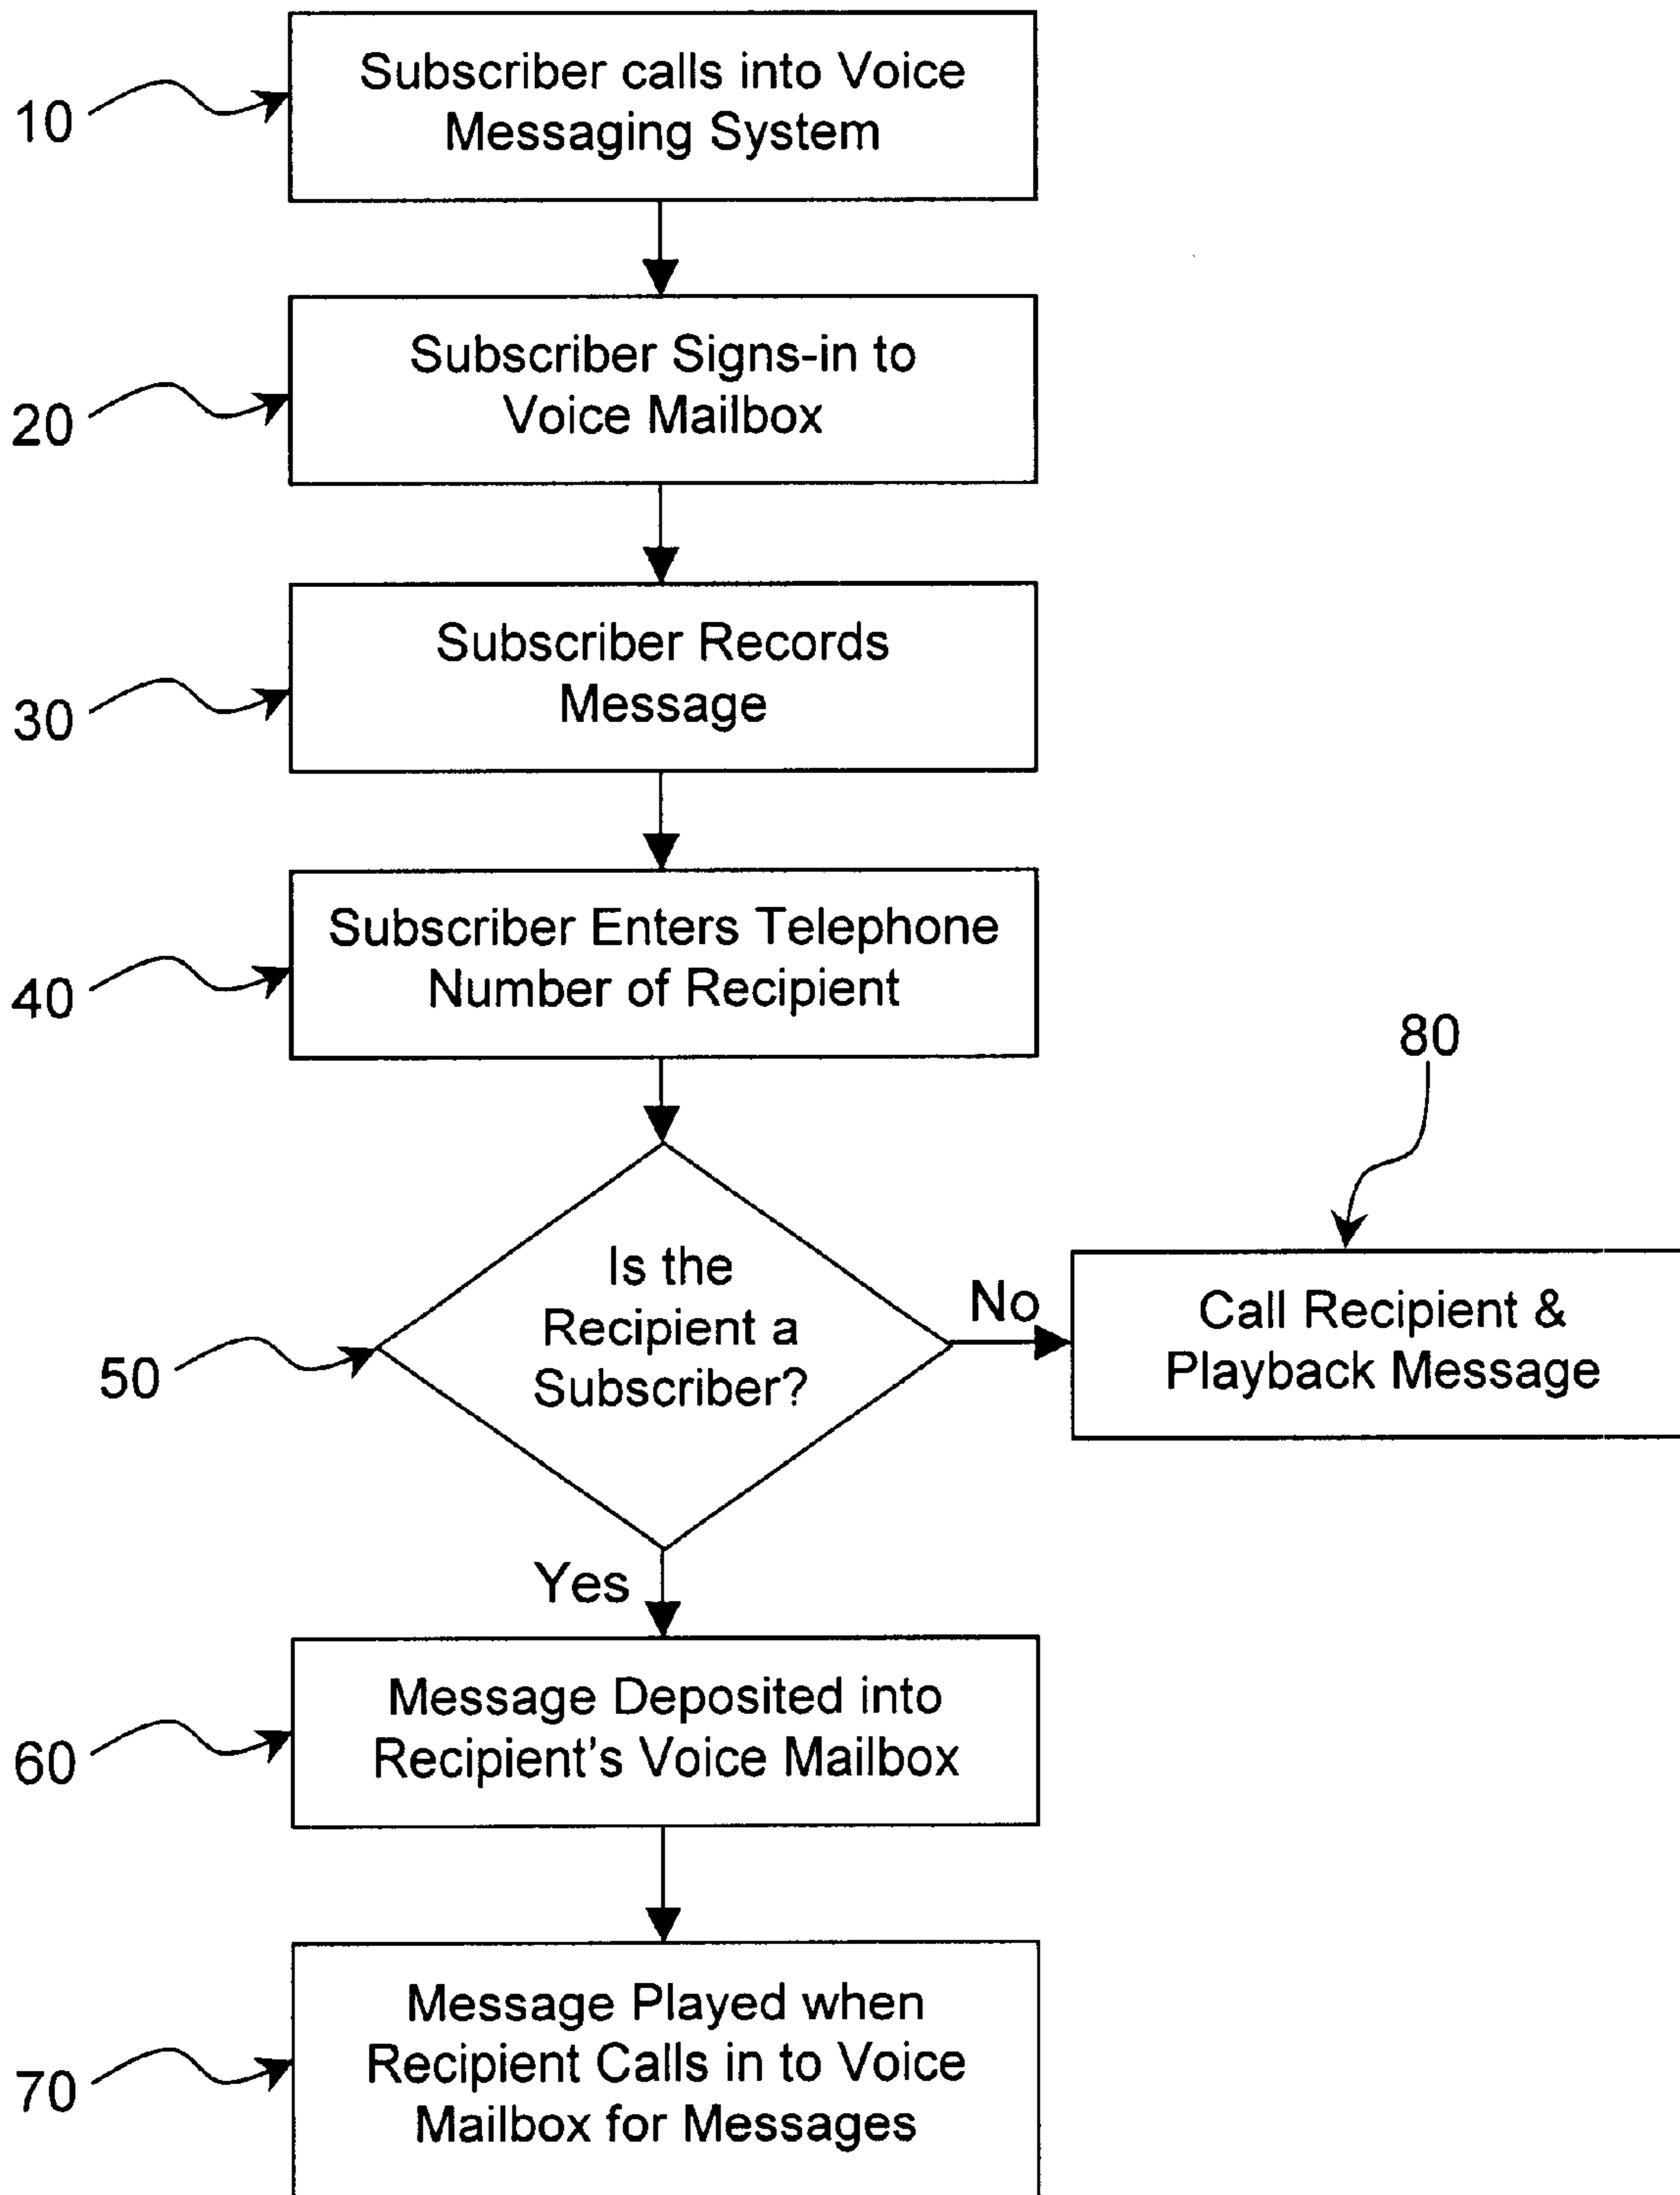 10
Subscriber calls into Voice
Messaging System
20
Subscriber Signs-in to
Voice Mailbox
30
Subscriber Records
Message
40
Subscriber Enters Telephone
Number of Recipient
50
Is the
Recipient a
Subscriber?
No
80
Call Recipient &
Playback Message
Yes
60
Message Deposited into
Recipient's Voice Mailbox
70
Message Played when
Recipient Calls in to Voice
Mailbox for Messages